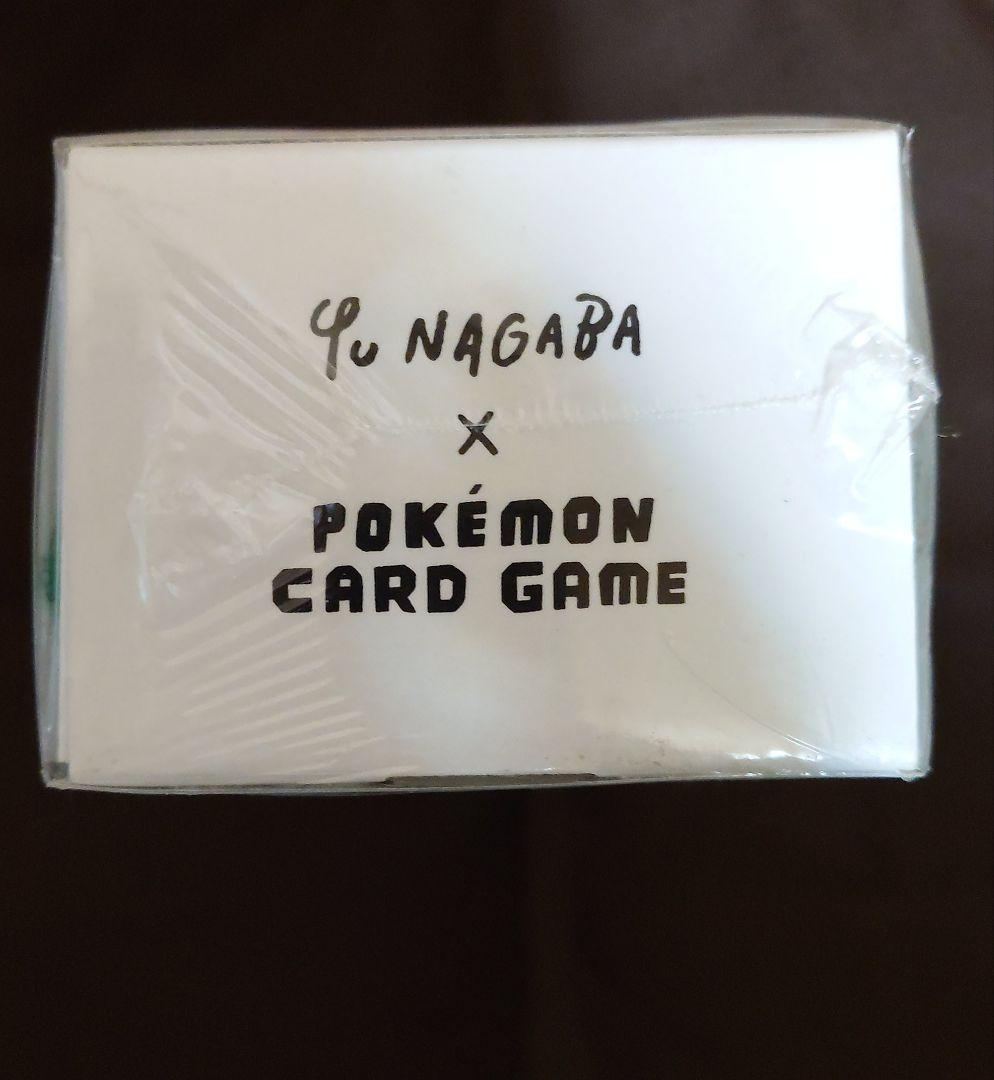 Yu NAGABA
×
POKÉMON
CARD GAME